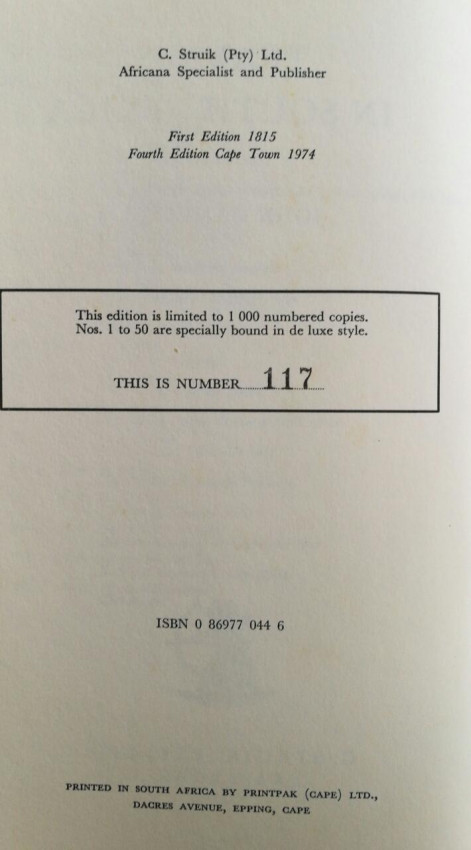 C. Struik (Pty) Ltd.
Africana Specialist and Publisher
First Edition 1815
Fourth Edition Cape Town 1974
This edition is limited to 1 000 numbered copies.
Nos. 1 to 50 are specially bound in de luxe style.
THIS IS NUMBER 117
ISBN 0 86977 044 6
PRINTED IN SOUTH AFRICA BY PRINTPAK (CAPE) LTD.,
DACRES AVENUE, EPPING, CAPE